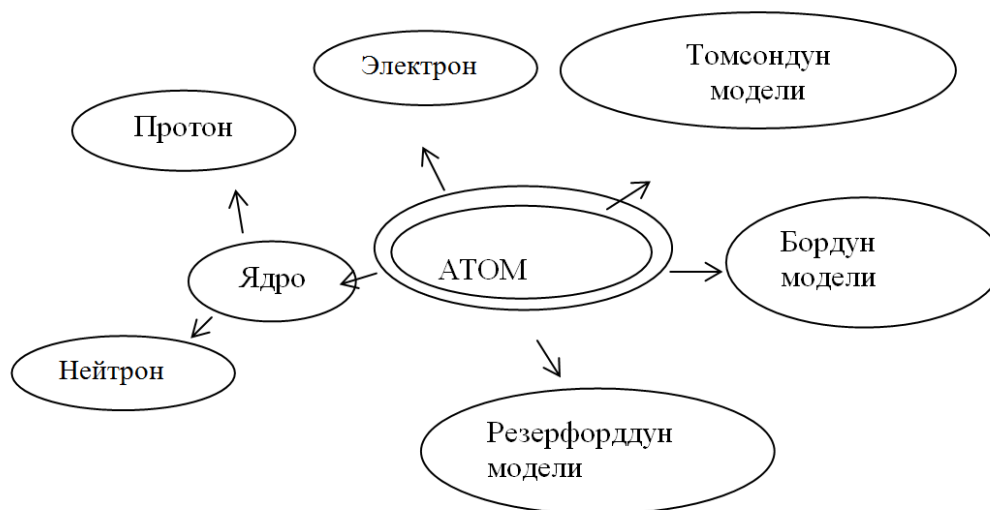 Электрон
Томсондун
модели
Протон
Бордун
модели
АТОМ
Ядро
Нейтрон
Резерфорддун
модели